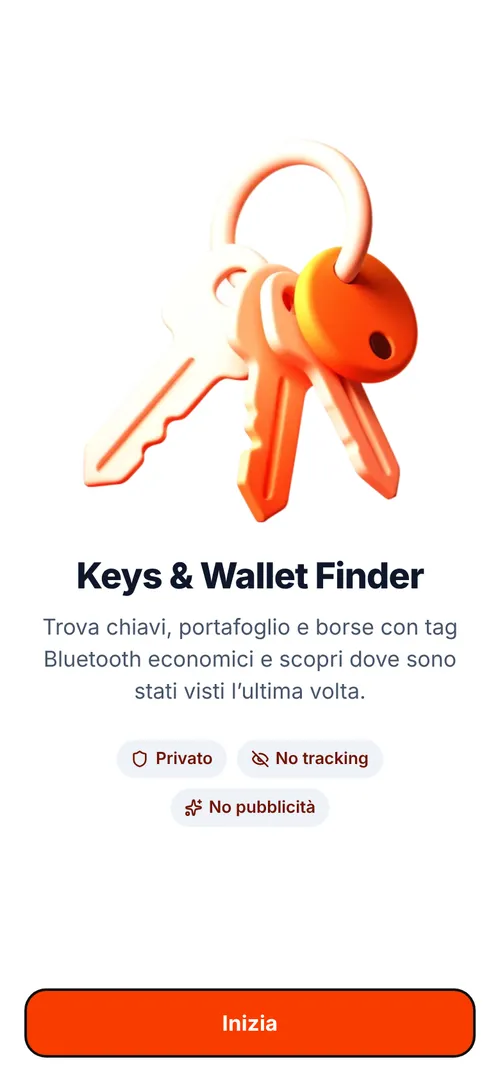 Keys & Wallet Finder
Trova chiavi, portafoglio e borse con tag
Bluetooth economici e scopri dove sono
stati visti l’ultima volta.
Privato
No tracking
No pubblicità
Inizia